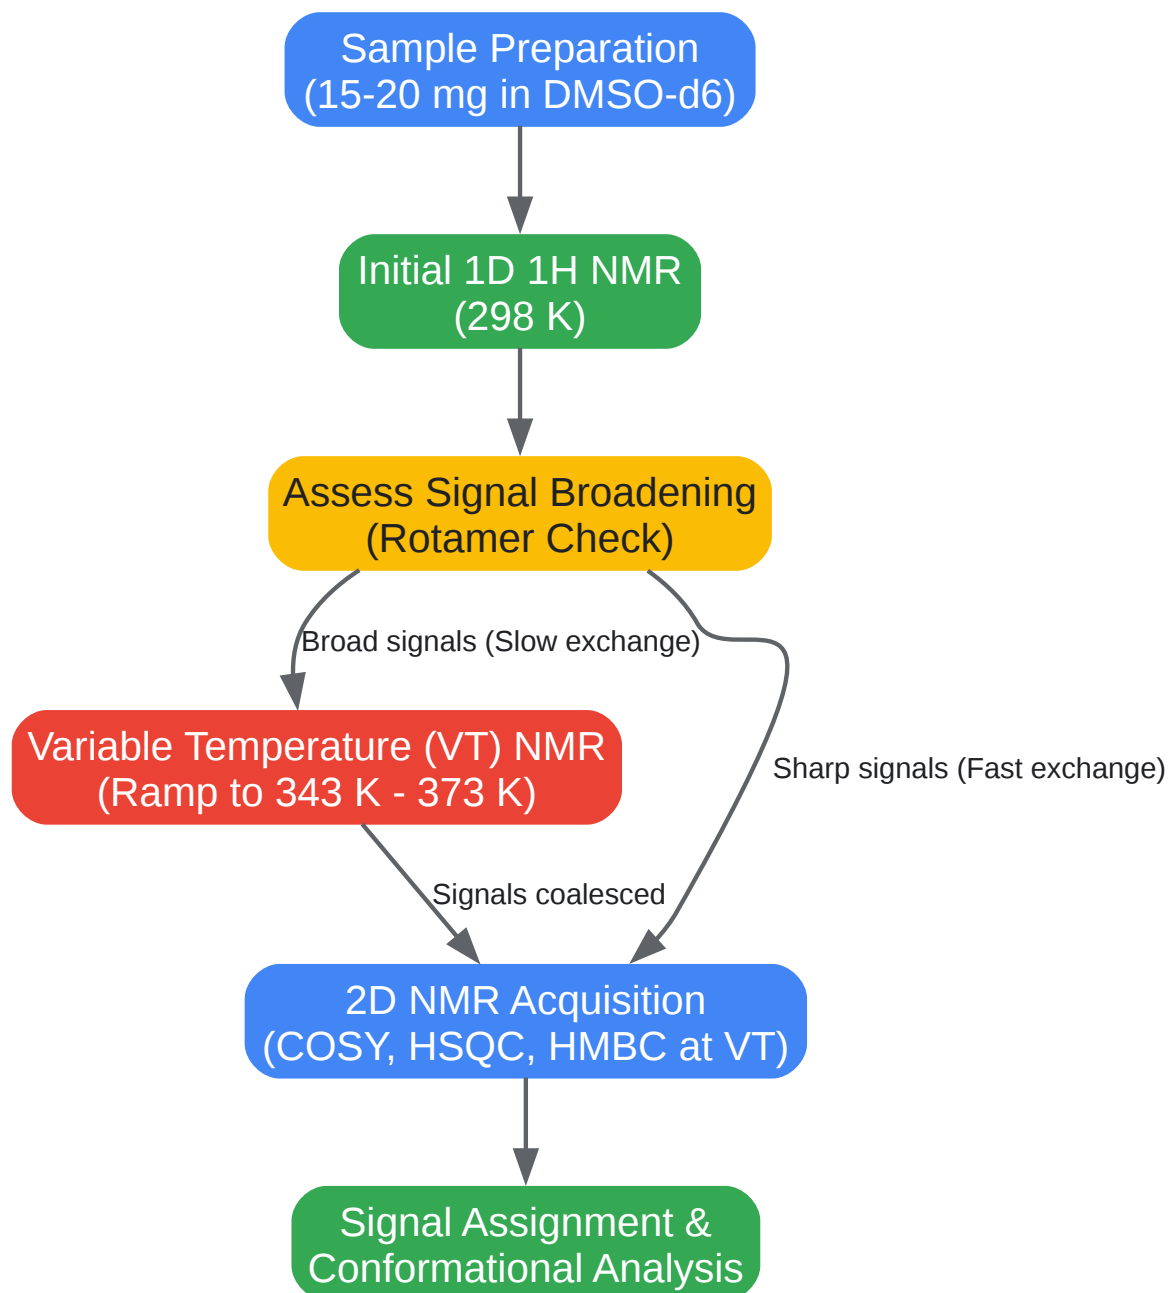 Sample Preparation
(15-20 mg in DMSO-d6)
Initial 1D 1H NMR
(298 K)
Assess Signal Broadening
(Rotamer Check)
Broad signals (Slow exchange)
Variable Temperature (VT) NMR
(Ramp to 343 K - 373 K)
Sharp signals (Fast exchange)
Signals coalesced
2D NMR Acquisition
(COSY, HSQC, HMBC at VT)
Signal Assignment &
Conformational Analysis